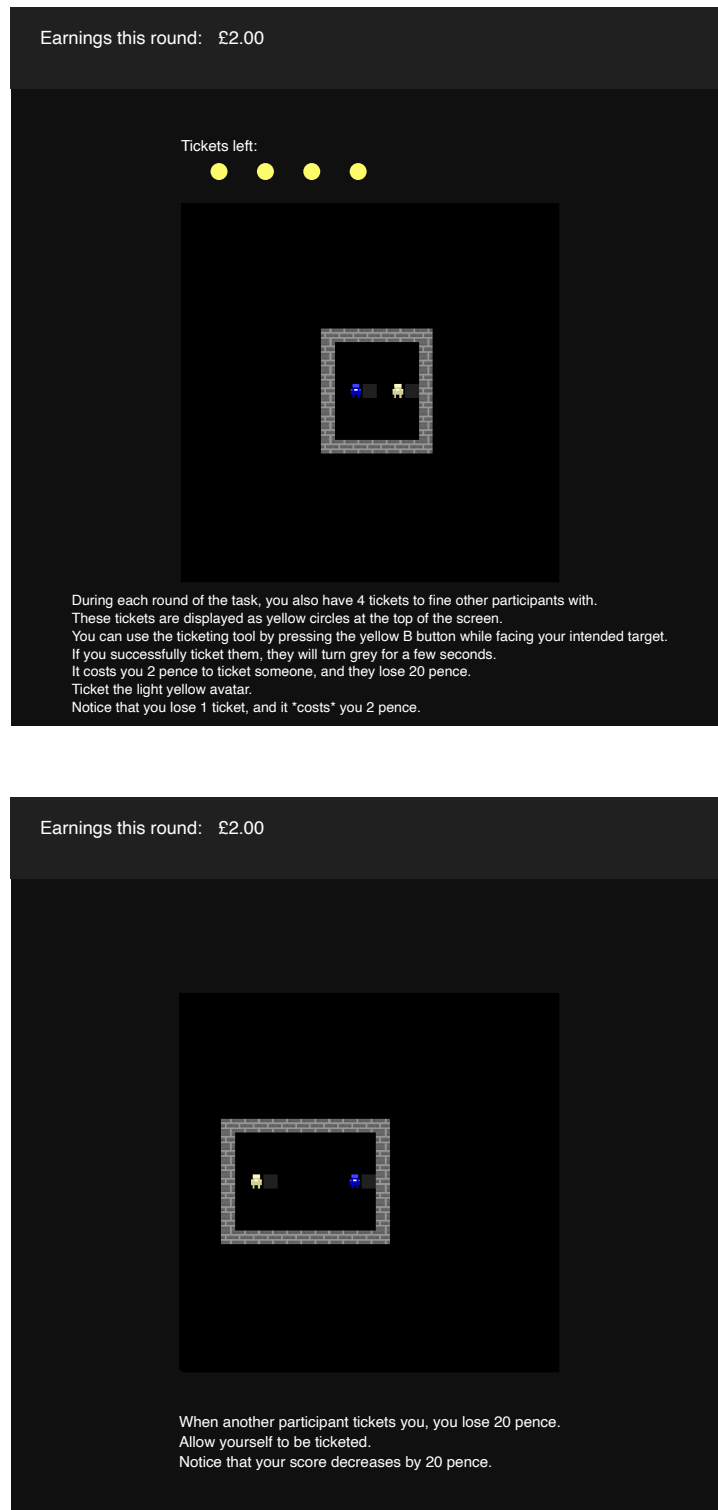 Earnings this round: £2.00
Tickets left:
During each round of the task, you also have 4 tickets to fine other participants with.
These tickets are displayed as yellow circles at the top of the screen.
You can use the ticketing tool by pressing the yellow B button while facing your intended target.
If you successfully ticket them, they will turn grey for a few seconds.
It costs you 2 pence to ticket someone, and they lose 20 pence.
Ticket the light yellow avatar.
Notice that you lose 1 ticket, and it *costs* you 2 pence.
Earnings this round: £2.00
When another participant tickets you, you lose 20 pence.
Allow yourself to be ticketed.
Notice that your score decreases by 20 pence.